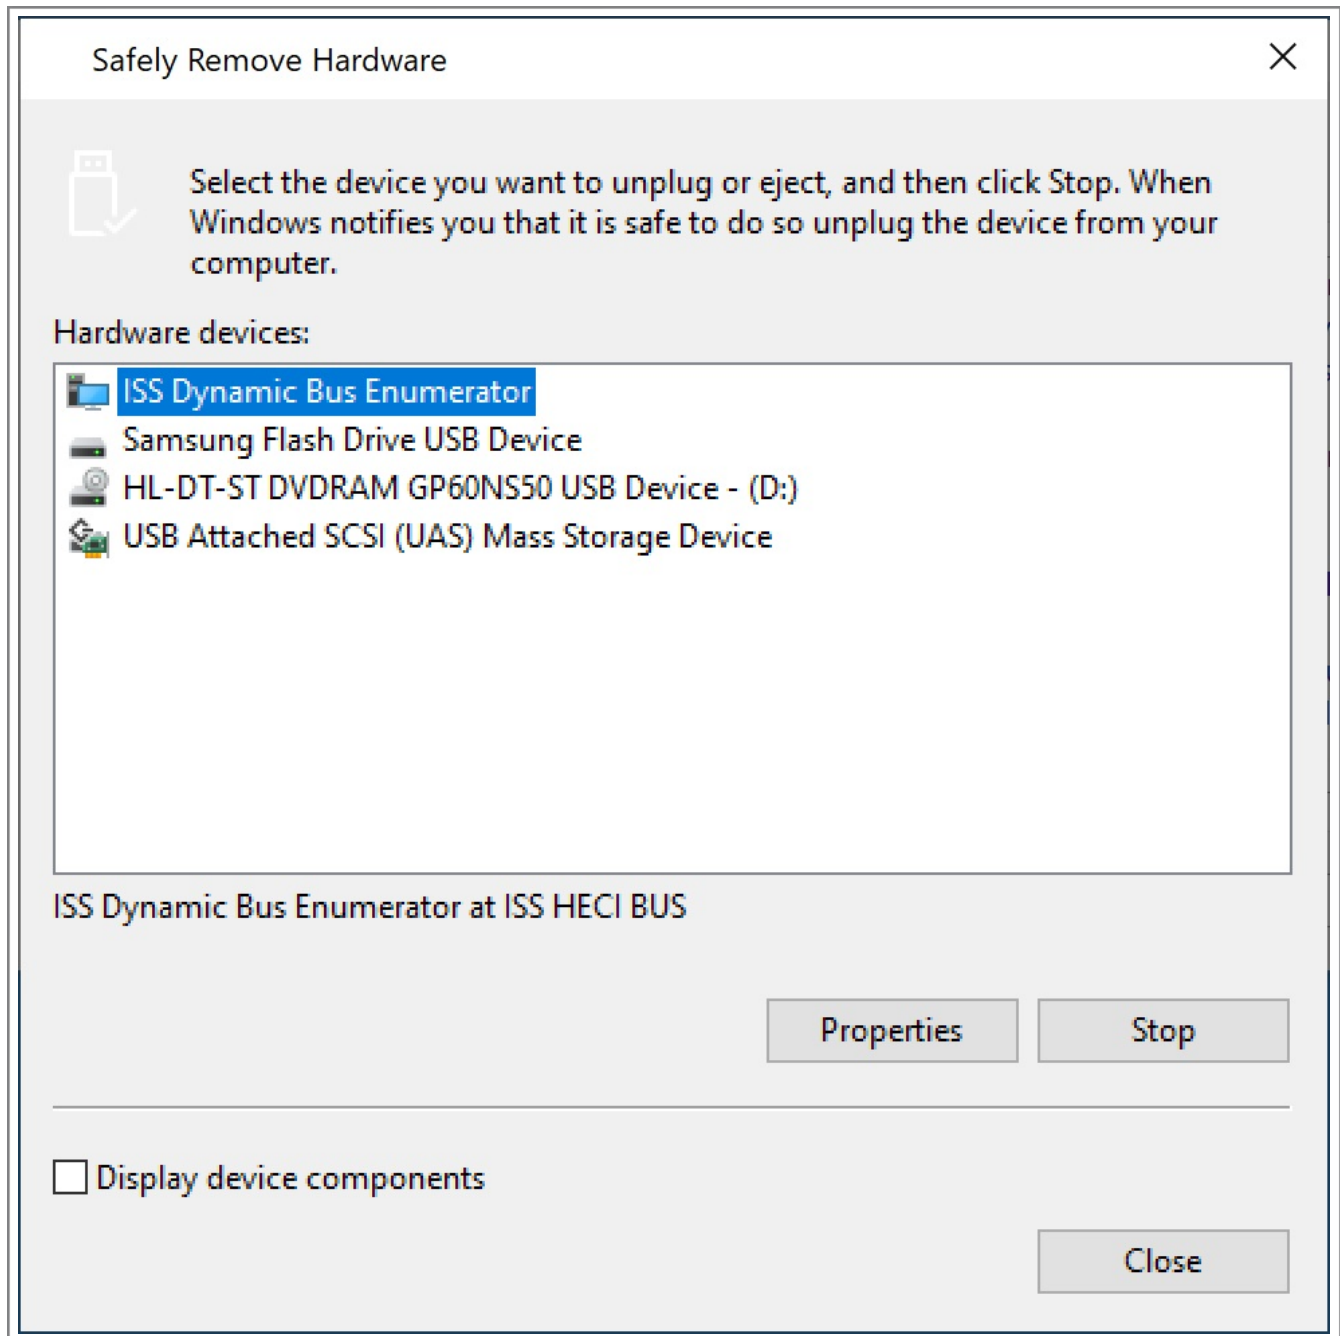 Safely Remove Hardware
Select the device you want to unplug or eject, and then click Stop. When
Windows notifies you that it is safe to do so unplug the device from your
computer.
Hardware devices:
ISS Dynamic Bus Enumerator
Samsung Flash Drive USB Device
HL-DT-ST DVDRAM GP60NS50 USB Device - (D:)
USB Attached SCSI (UAS) Mass Storage Device
ISS Dynamic Bus Enumerator at ISS HECI BUS
Properties
Stop
Display device components
Close